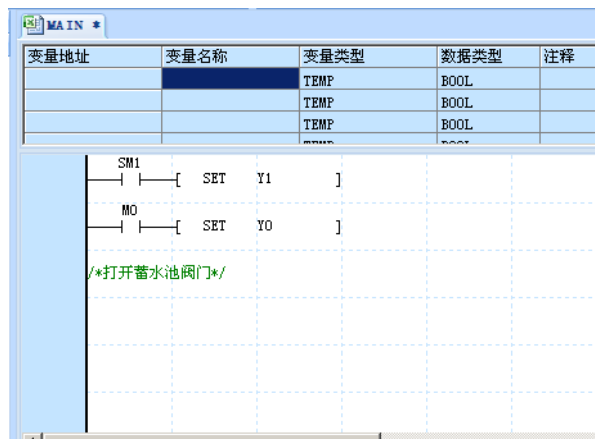 MAIN *
变量地址 变量名称 变量类型 数据类型 注释
TEMP BOOL
TEMP BOOL
TEMP BOOL
TEMP BOOL
SM1
[ SET Y1 ]
M0
[ SET Y0 ]
/*打开蓄水池阀门*/